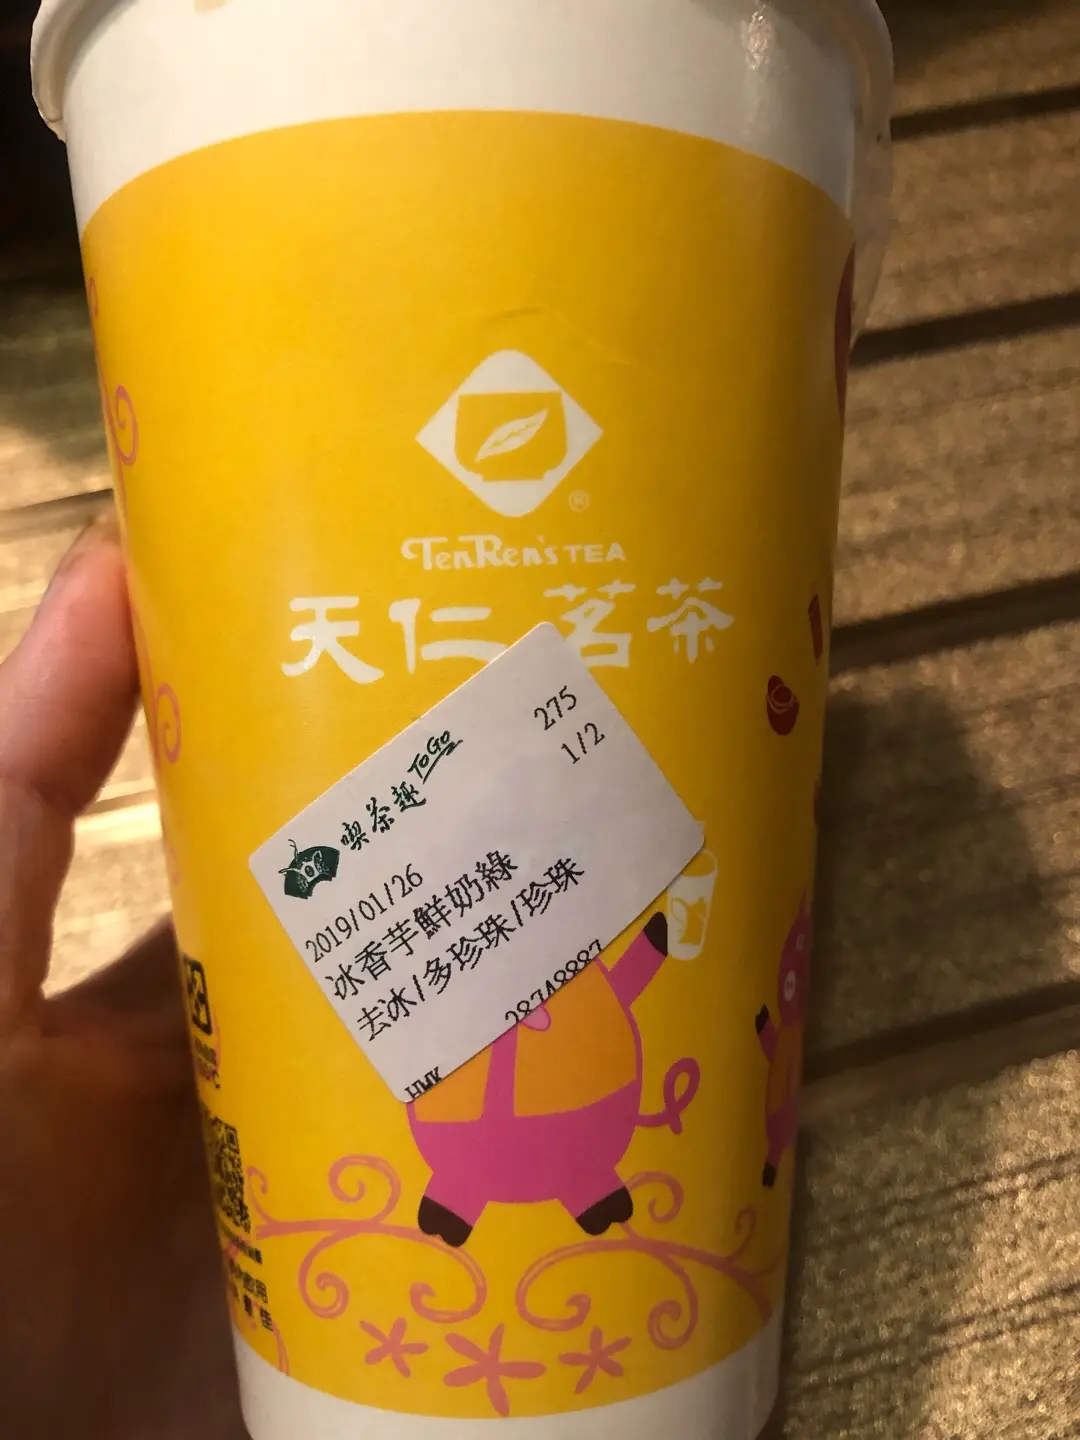 ®
TenRen's TEA
天仁茗茶
喫茶趣 ToGo
275
1/2
2019/01/26
冰香芋鮮奶綠
去冰/多珍珠/珍珠
28748887